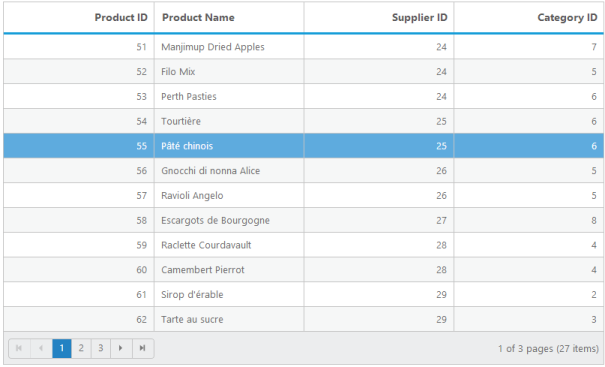 Product ID Product Name Supplier ID Category ID
51 Manjimup Dried Apples 24 7
52 Filo Mix 24 5
53 Perth Pasties 24 6
54 Tourtière 25 6
55 Pâté chinois 25 6
56 Gnocchi di nonna Alice 26 5
57 Ravioli Angelo 26 5
58 Escargots de Bourgogne 27 8
59 Raclette Courdavault 28 4
60 Camembert Pierrot 28 4
61 Sirop d'érable 29 2
62 Tarte au sucre 29 3
1 2 3 1 of 3 pages (27 items)